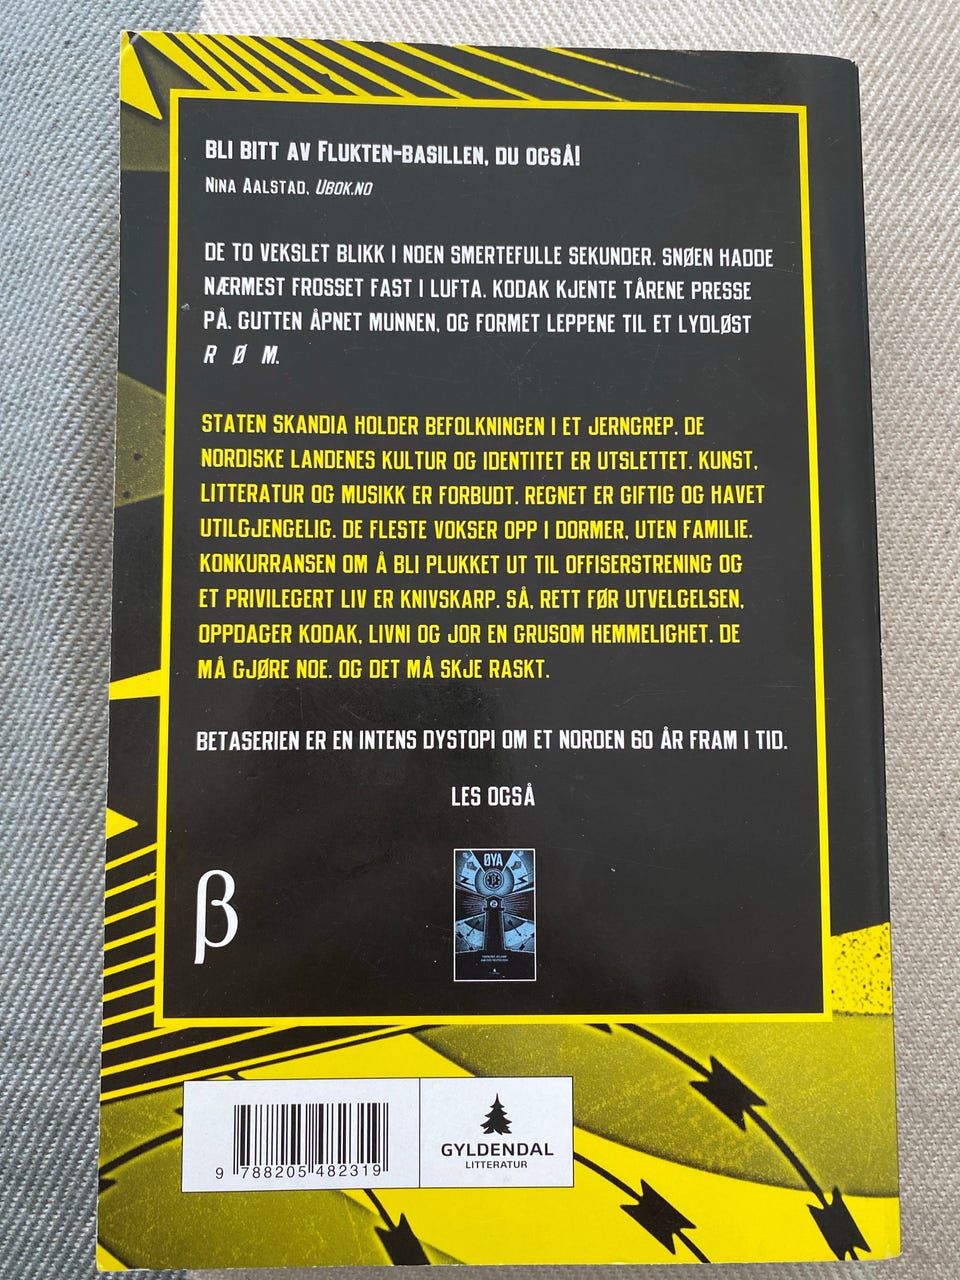 BLI BITT AV FLUKTEN-BASILLEN, DU OGSÅ!
NINA AALSTAD, UBOK.NO
DE TO VEKSLET BLIKK I NOEN SMERTEFULLE SEKUNDER. SNØEN HADDE
NÆRMEST FROSSET FAST I LUFTA. KODAK KJENTE TÅRENE PRESSE
PÅ. GUTTEN ÅPNET MUNNEN, OG FORMET LEPPENE TIL ET LYDLØST
R Ø M.
STATEN SKANDIA HOLDER BEFOLKNINGEN I ET JERNGREP. DE
NORDISKE LANDENES KULTUR OG IDENTITET ER UTSLETTET. KUNST,
LITTERATUR OG MUSIKK ER FORBUDT. REGNET ER GIFTIG OG HAVET
UTILGJENGELIG. DE FLESTE VOKSER OPP I DORMER, UTEN FAMILIE.
KONKURRANSEN OM Å BLI PLUKKET UT TIL OFFISERSTRENING OG
ET PRIVILEGERT LIV ER KNIVSKARP. SÅ, RETT FØR UTVELGELSEN,
OPPDAGER KODAK, LIVNI OG JOR EN GRUSOM HEMMELIGHET. DE
MÅ GJØRE NOE. OG DET MÅ SKJE RASKT.
BETASERIEN ER EN INTENS DYSTOPI OM ET NORDEN 60 ÅR FRAM I TID.
LES OGSÅ
ØYA
β
9 788205 482319
GYLDENDAL
LITTERATUR